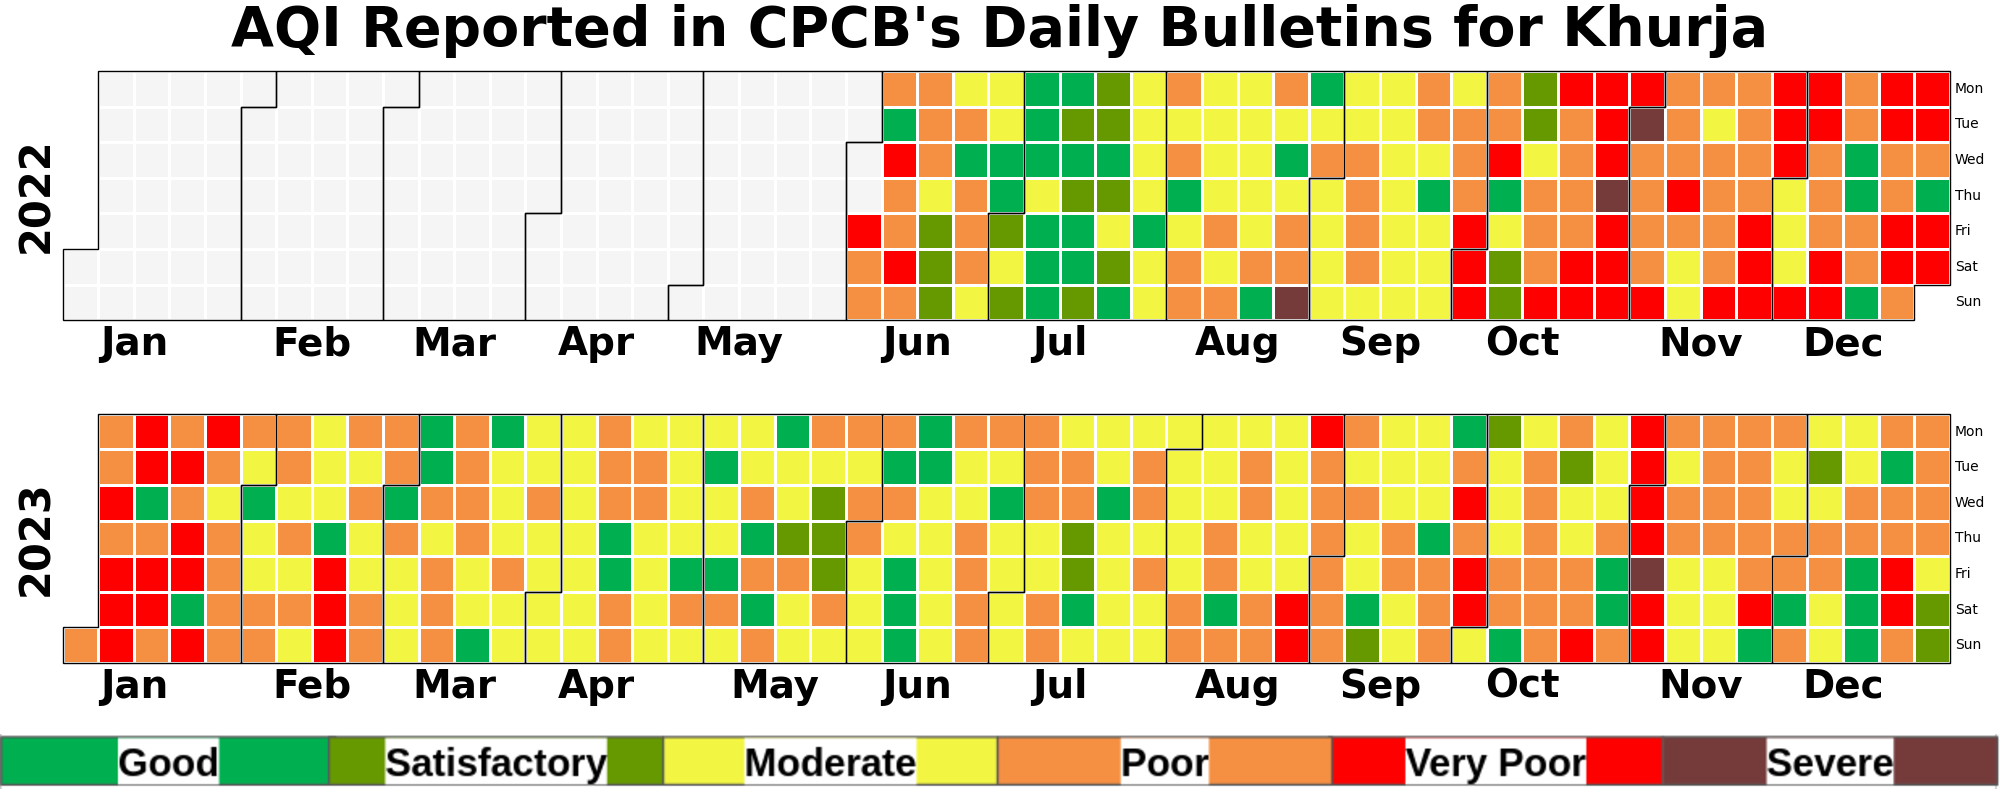 AQI Reported in CPCB's Daily Bulletins for Khurja
2022
Mon
Tue
Wed
Thu
Fri
Sat
Sun
Jan Feb Mar Apr May Jun Jul Aug Sep Oct Nov Dec
2023
Mon
Tue
Wed
Thu
Fri
Sat
Sun
Jan Feb Mar Apr May Jun Jul Aug Sep Oct Nov Dec
Good Satisfactory Moderate Poor Very Poor Severe